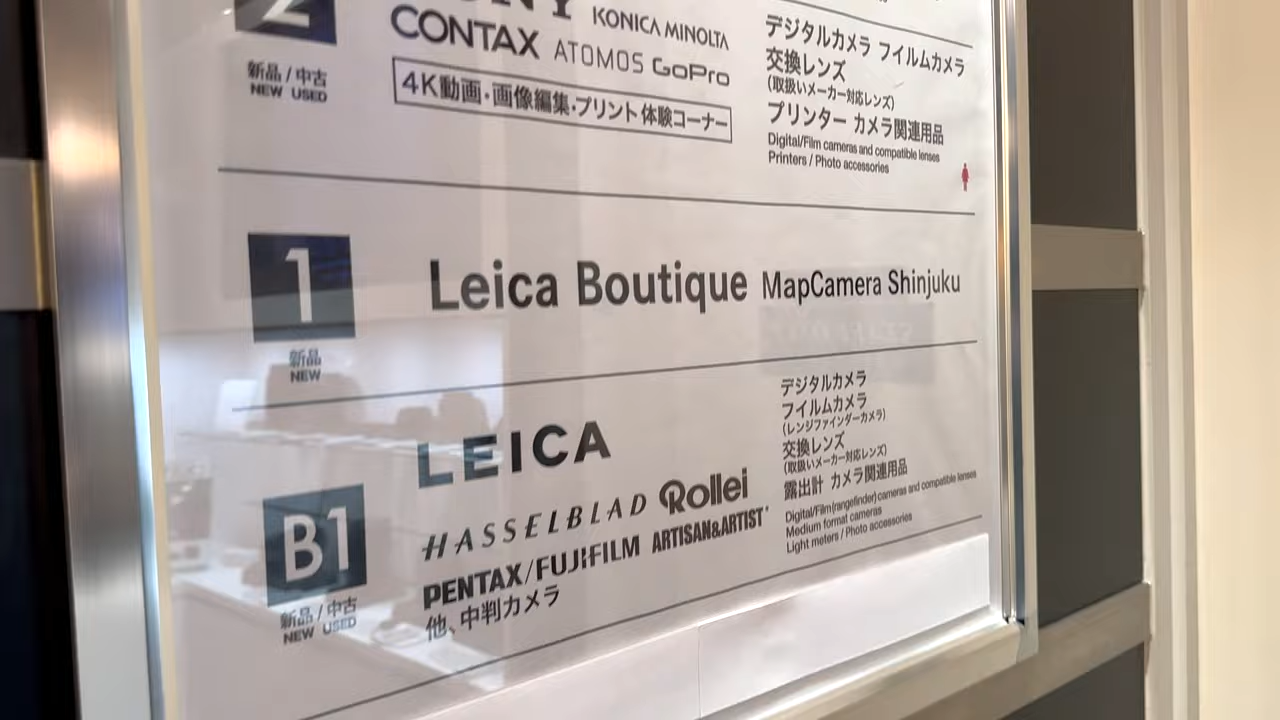 2
新品 / 中古
NEW USED
SONY
KONICA MINOLTA
CONTAX ATOMOS GoPro
4K動画・画像編集・プリント 体験コーナー
デジタルカメラ フイルムカメラ
交換レンズ
(取扱いメーカー対応レンズ)
プリンター カメラ関連用品
Digital/Film cameras and compatible lenses
Printers / Photo accessories
1
新品
NEW
Leica Boutique MapCamera Shinjuku
B1
新品 / 中古
NEW USED
LEICA
HASSELBLAD Rollei
PENTAX/FUJIFILM ARTISAN&ARTIST*
他、中判カメラ
デジタルカメラ
フイルムカメラ
(レンジファインダーカメラ)
交換レンズ
(取扱いメーカー対応レンズ)
露出計 カメラ関連用品
Digital/Film(rangefinder)cameras and compatible lenses
Medium format cameras
Light meters / Photo accessories